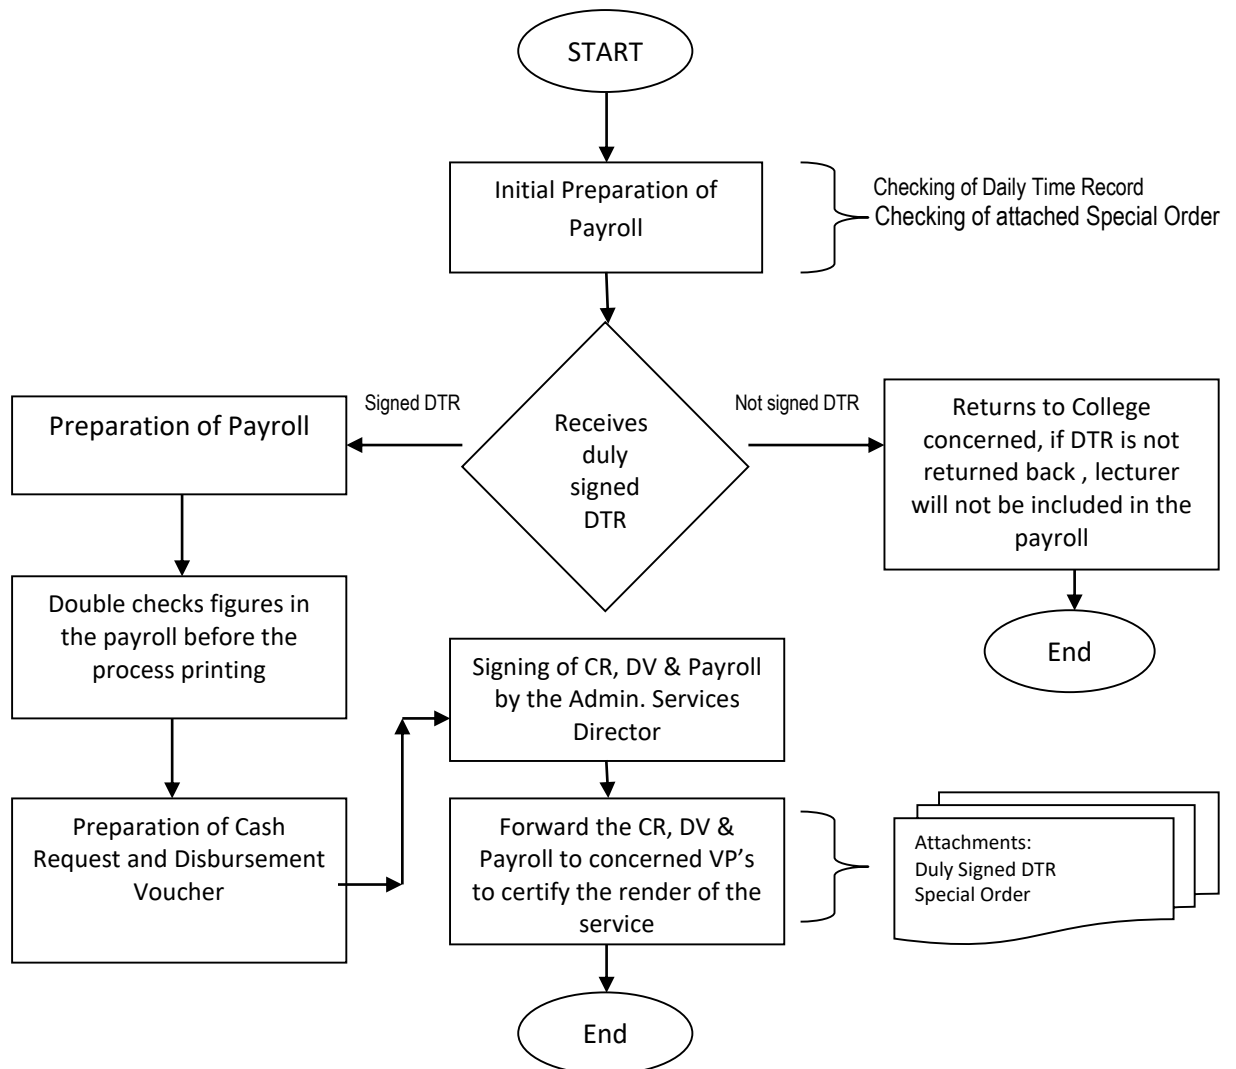 START
Initial Preparation of
Payroll
Checking of Daily Time Record
Checking of attached Special Order
Signed DTR
Not signed DTR
Receives
duly
signed
DTR
Preparation of Payroll
Returns to College
concerned, if DTR is not
returned back , lecturer
will not be included in the
payroll
Double checks figures in
the payroll before the
process printing
End
Signing of CR, DV & Payroll
by the Admin. Services
Director
Preparation of Cash
Request and Disbursement
Voucher
Forward the CR, DV &
Payroll to concerned VP’s
to certify the render of the
service
Attachments:
Duly Signed DTR
Special Order
End